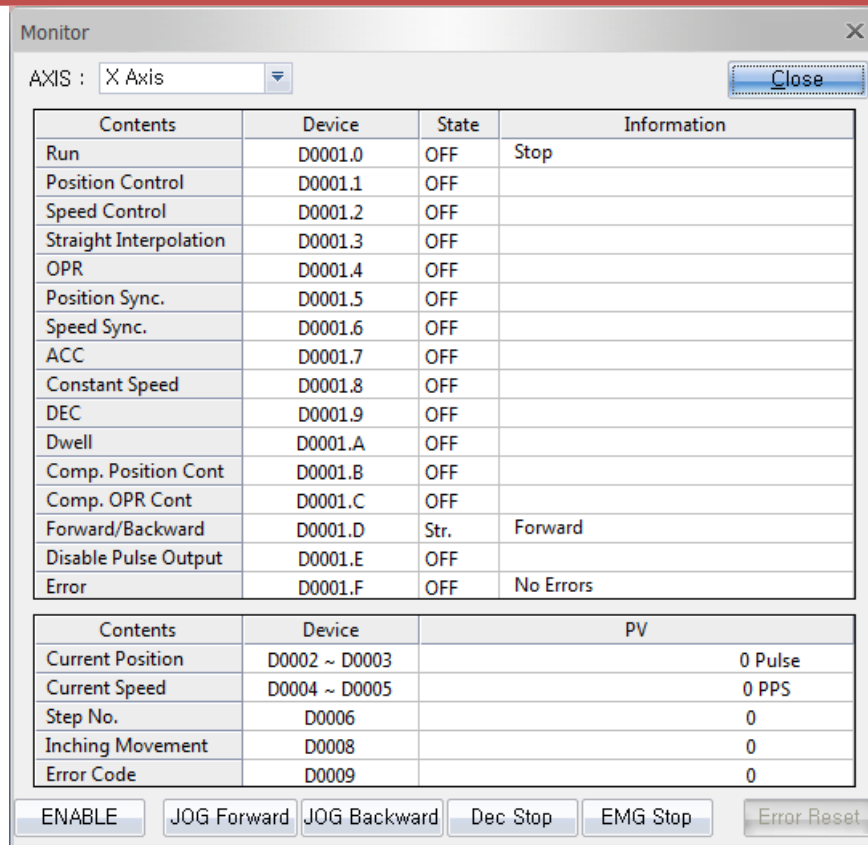 Monitor
AXIS : X Axis Close
Contents Device State Information
Run D0001.0 OFF Stop
Position Control D0001.1 OFF
Speed Control D0001.2 OFF
Straight Interpolation D0001.3 OFF
OPR D0001.4 OFF
Position Sync. D0001.5 OFF
Speed Sync. D0001.6 OFF
ACC D0001.7 OFF
Constant Speed D0001.8 OFF
DEC D0001.9 OFF
Dwell D0001.A OFF
Comp. Position Cont D0001.B OFF
Comp. OPR Cont D0001.C OFF
Forward/Backward D0001.D Str. Forward
Disable Pulse Output D0001.E OFF
Error D0001.F OFF No Errors
Contents Device PV
Current Position D0002 ~ D0003 0 Pulse
Current Speed D0004 ~ D0005 0 PPS
Step No. D0006 0
Inching Movement D0008 0
Error Code D0009 0
ENABLE JOG Forward JOG Backward Dec Stop EMG Stop Error Reset